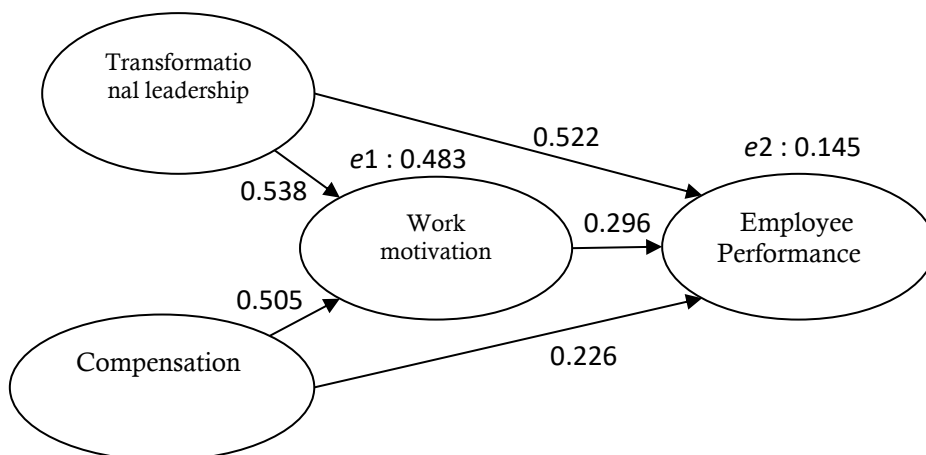 Transformatio
nal leadership
0.522
e1 : 0.483
e2 : 0.145
0.538
Work
motivation
0.296
Employee
Performance
0.505
Compensation
0.226